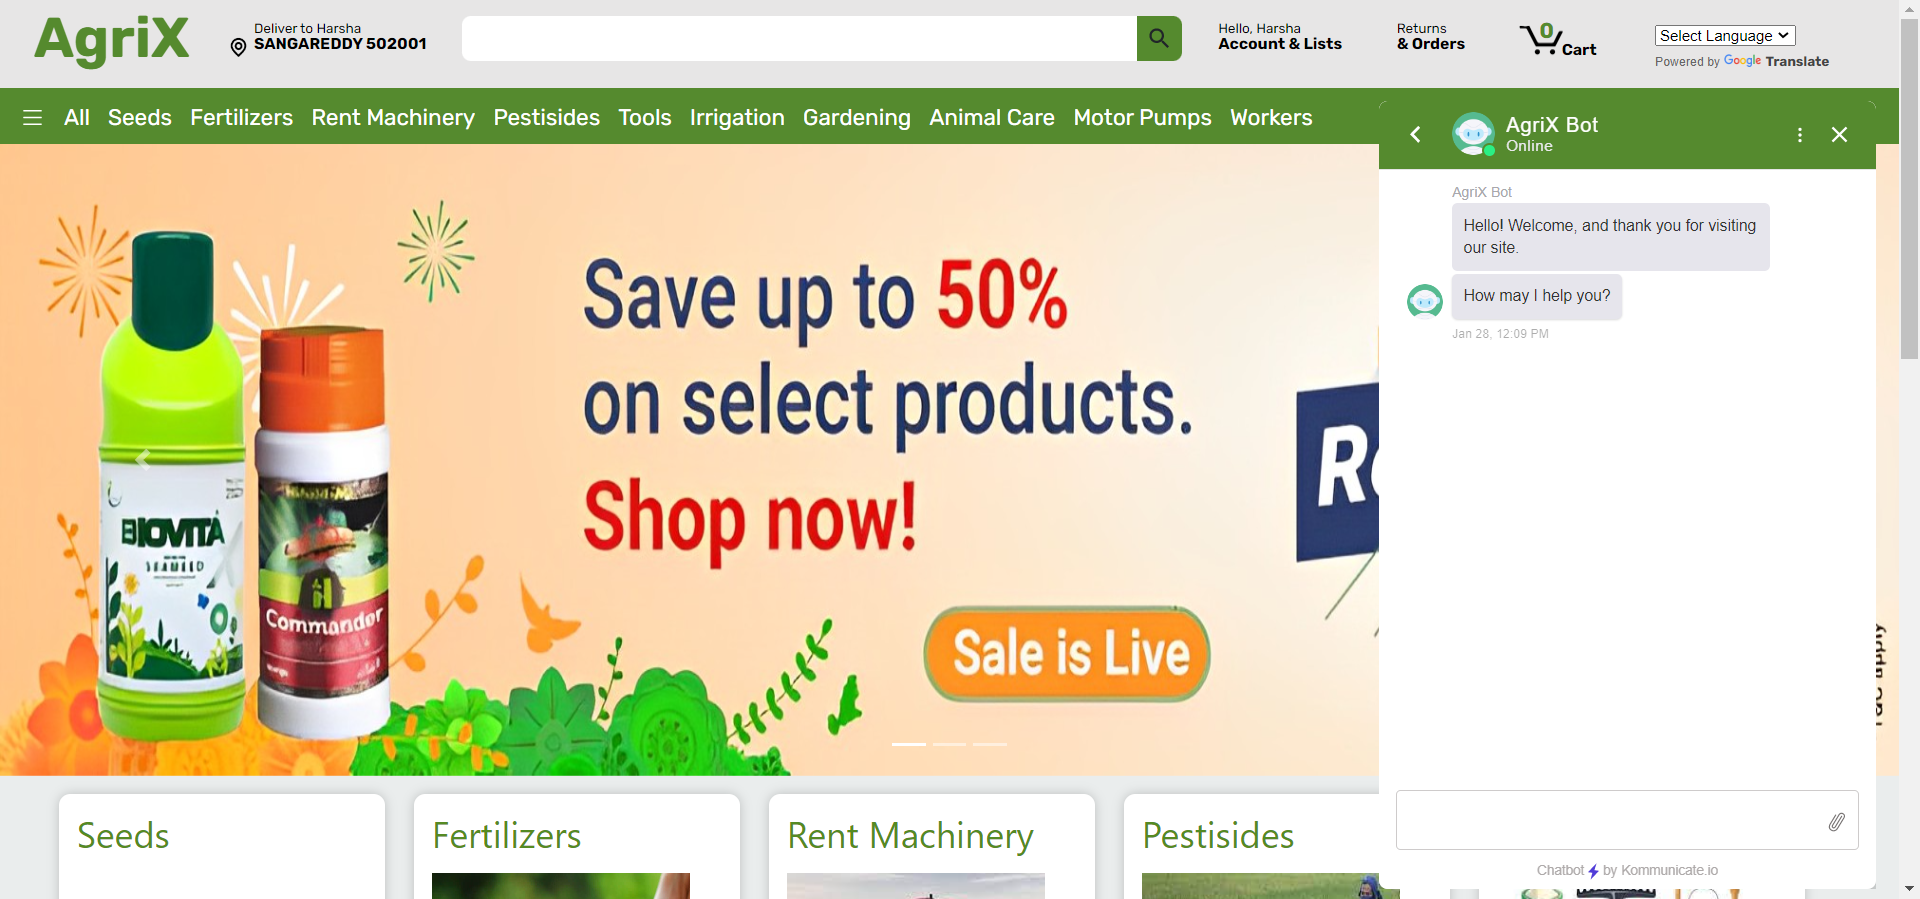 AgriX
Deliver to Harsha
SANGAREDDY 502001
Hello, Harsha
Account & Lists
Returns
& Orders
0
Cart
Select Language
Powered by Google Translate
All Seeds Fertilizers Rent Machinery Pestisides Tools Irrigation Gardening Animal Care Motor Pumps Workers
Save up to 50%
on select products.
Shop now!
Sale is Live
BIOVITA
SEAWEED
Commander
apply
AgriX Bot
Online
AgriX Bot
Hello! Welcome, and thank you for visiting
our site.
How may I help you?
Jan 28, 12:09 PM
Chatbot by Kommunicate.io
Seeds
Fertilizers
Rent Machinery
Pestisides